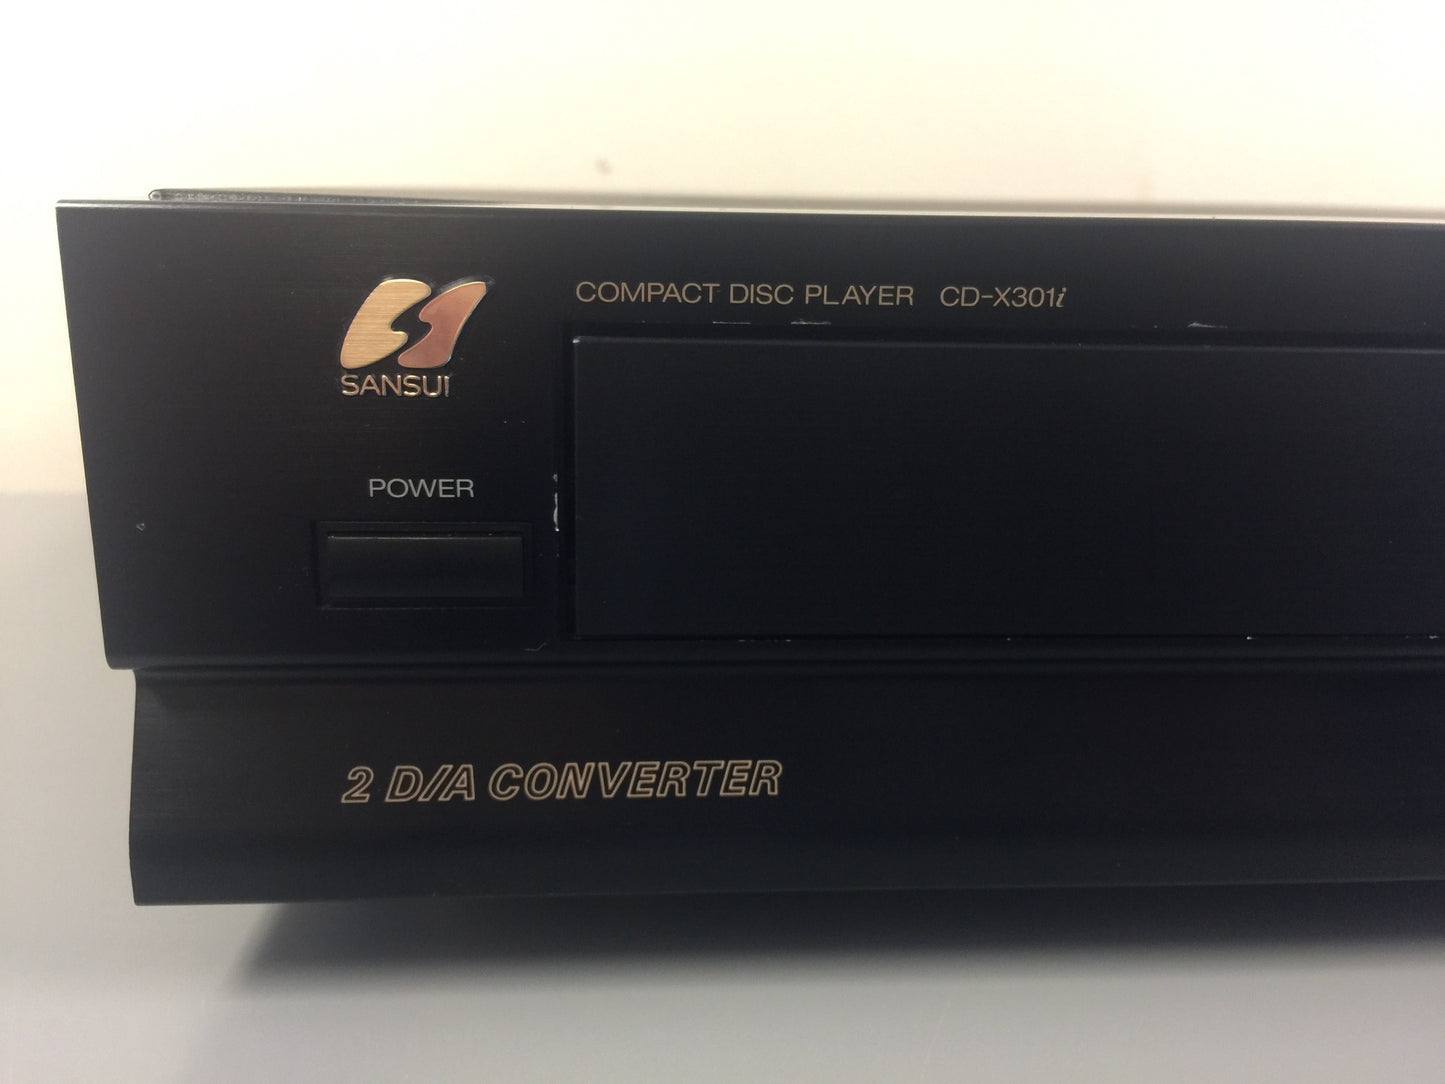 COMPACT DISC PLAYER CD-X301i
SANSUI
POWER
2 D/A CONVERTER